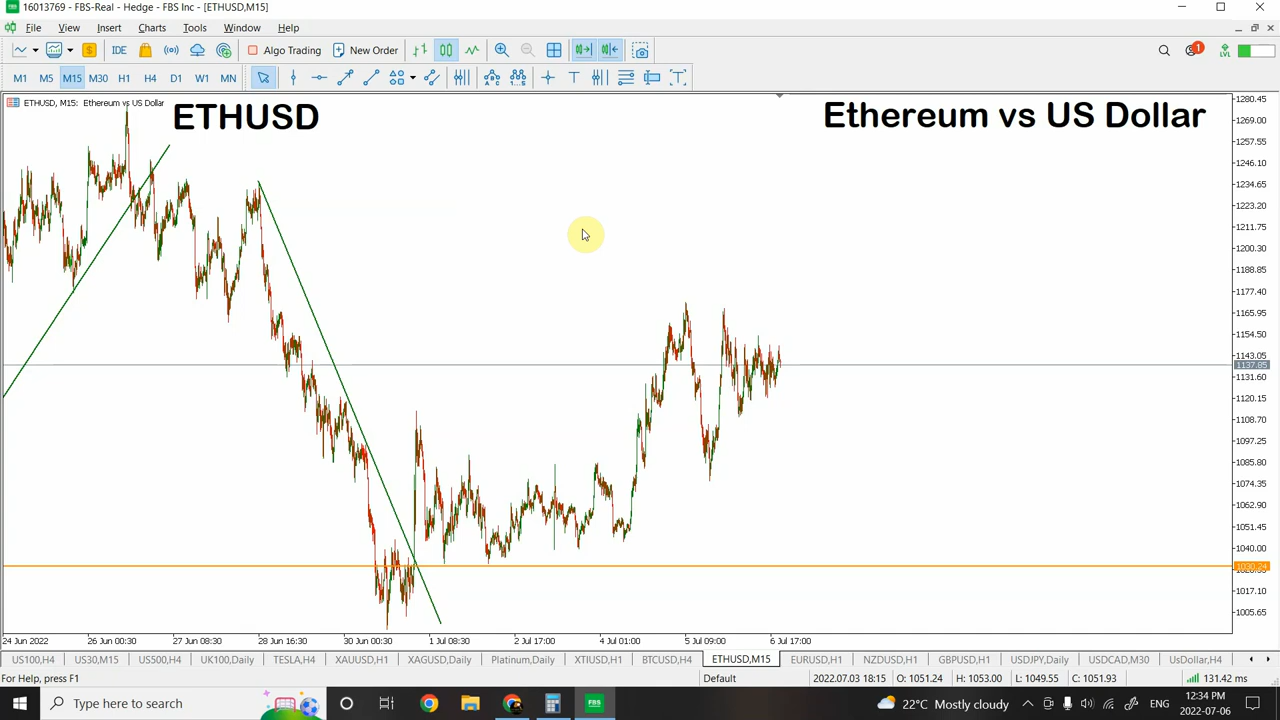 16013769 - FBS-Real - Hedge - FBS Inc - [ETHUSD,M15]
File View Insert Charts Tools Window Help
IDE Algo Trading New Order 1 LVL
M1 M5 M15 M30 H1 H4 D1 W1 MN
ETHUSD, M15: Ethereum vs US Dollar
ETHUSD
Ethereum vs US Dollar
1280.45
1269.00
1257.55
1246.10
1234.65
1223.20
1211.75
1200.30
1188.85
1177.40
1165.95
1154.50
1143.05
1137.85
1131.60
1120.15
1108.70
1097.25
1085.80
1074.35
1062.90
1051.45
1040.00
1030.24
1017.10
1005.65
24 Jun 2022 26 Jun 00:30 27 Jun 08:30 28 Jun 16:30 30 Jun 00:30 1 Jul 08:30 2 Jul 17:00 4 Jul 01:00 5 Jul 09:00 6 Jul 17:00
US100,H4 US30,M15 US500,H4 UK100,Daily TESLA,H4 XAUUSD,H1 XAGUSD,Daily Platinum,Daily XTIUSD,H1 BTCUSD,H4 ETHUSD,M15 EURUSD,H1 NZDUSD,H1 GBPUSD,H1 USDJPY,Daily USDCAD,M30 UsDollar,H4
For Help, press F1 Default 2022.07.03 18:15 O: 1051.24 H: 1053.00 L: 1049.55 C: 1051.93 131.42 ms
Type here to search FBS 22°C Mostly cloudy ENG 12:34 PM
2022-07-06